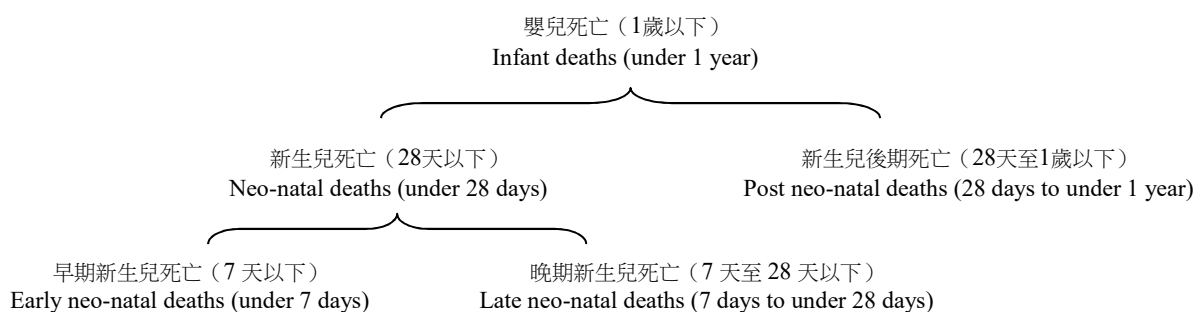 嬰兒死亡（1歲以下）
Infant deaths (under 1 year)
新生兒死亡（28天以下）
Neo-natal deaths (under 28 days)
新生兒後期死亡（28天至1歲以下）
Post neo-natal deaths (28 days to under 1 year)
早期新生兒死亡（7 天以下）
Early neo-natal deaths (under 7 days)
晚期新生兒死亡（7 天至 28 天以下）
Late neo-natal deaths (7 days to under 28 days)